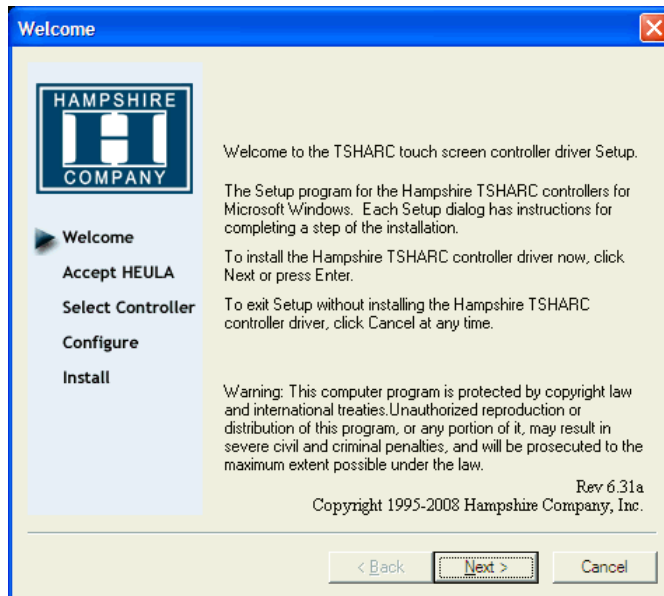 Welcome
HAMPSHIRE
H
COMPANY
Welcome
Accept HEULA
Select Controller
Configure
Install
Welcome to the TSHARC touch screen controller driver Setup.
The Setup program for the Hampshire TSHARC controllers for
Microsoft Windows. Each Setup dialog has instructions for
completing a step of the installation.
To install the Hampshire TSHARC controller driver now, click
Next or press Enter.
To exit Setup without installing the Hampshire TSHARC
controller driver, click Cancel at any time.
Warning: This computer program is protected by copyright law
and international treaties.Unauthorized reproduction or
distribution of this program, or any portion of it, may result in
severe civil and criminal penalties, and will be prosecuted to the
maximum extent possible under the law.
Rev 6.31a
Copyright 1995-2008 Hampshire Company, Inc.
< Back
Next >
Cancel